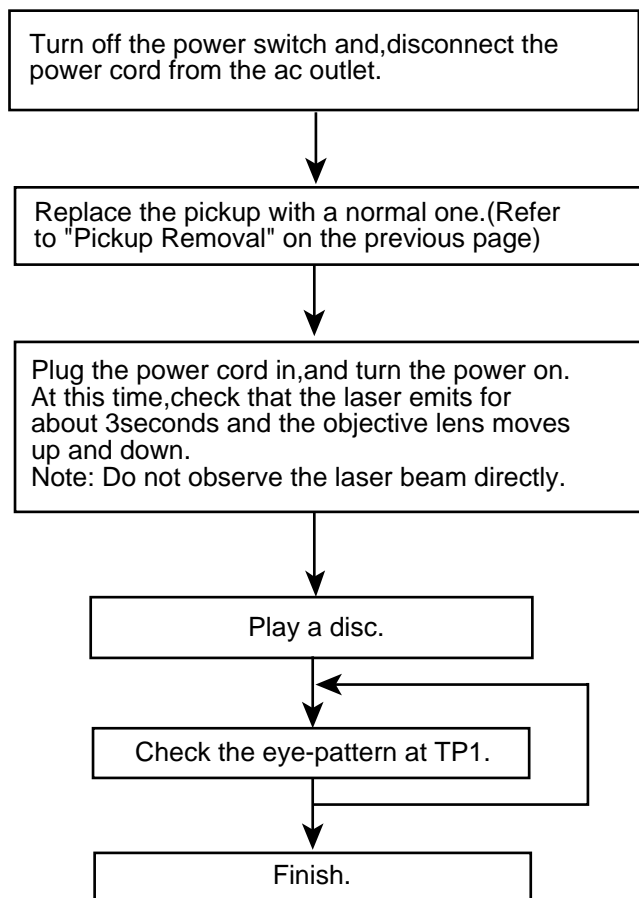 Turn off the power switch and,disconnect the
power cord from the ac outlet.
Replace the pickup with a normal one.(Refer
to "Pickup Removal" on the previous page)
Plug the power cord in,and turn the power on.
At this time,check that the laser emits for
about 3seconds and the objective lens moves
up and down.
Note: Do not observe the laser beam directly.
Play a disc.
Check the eye-pattern at TP1.
Finish.